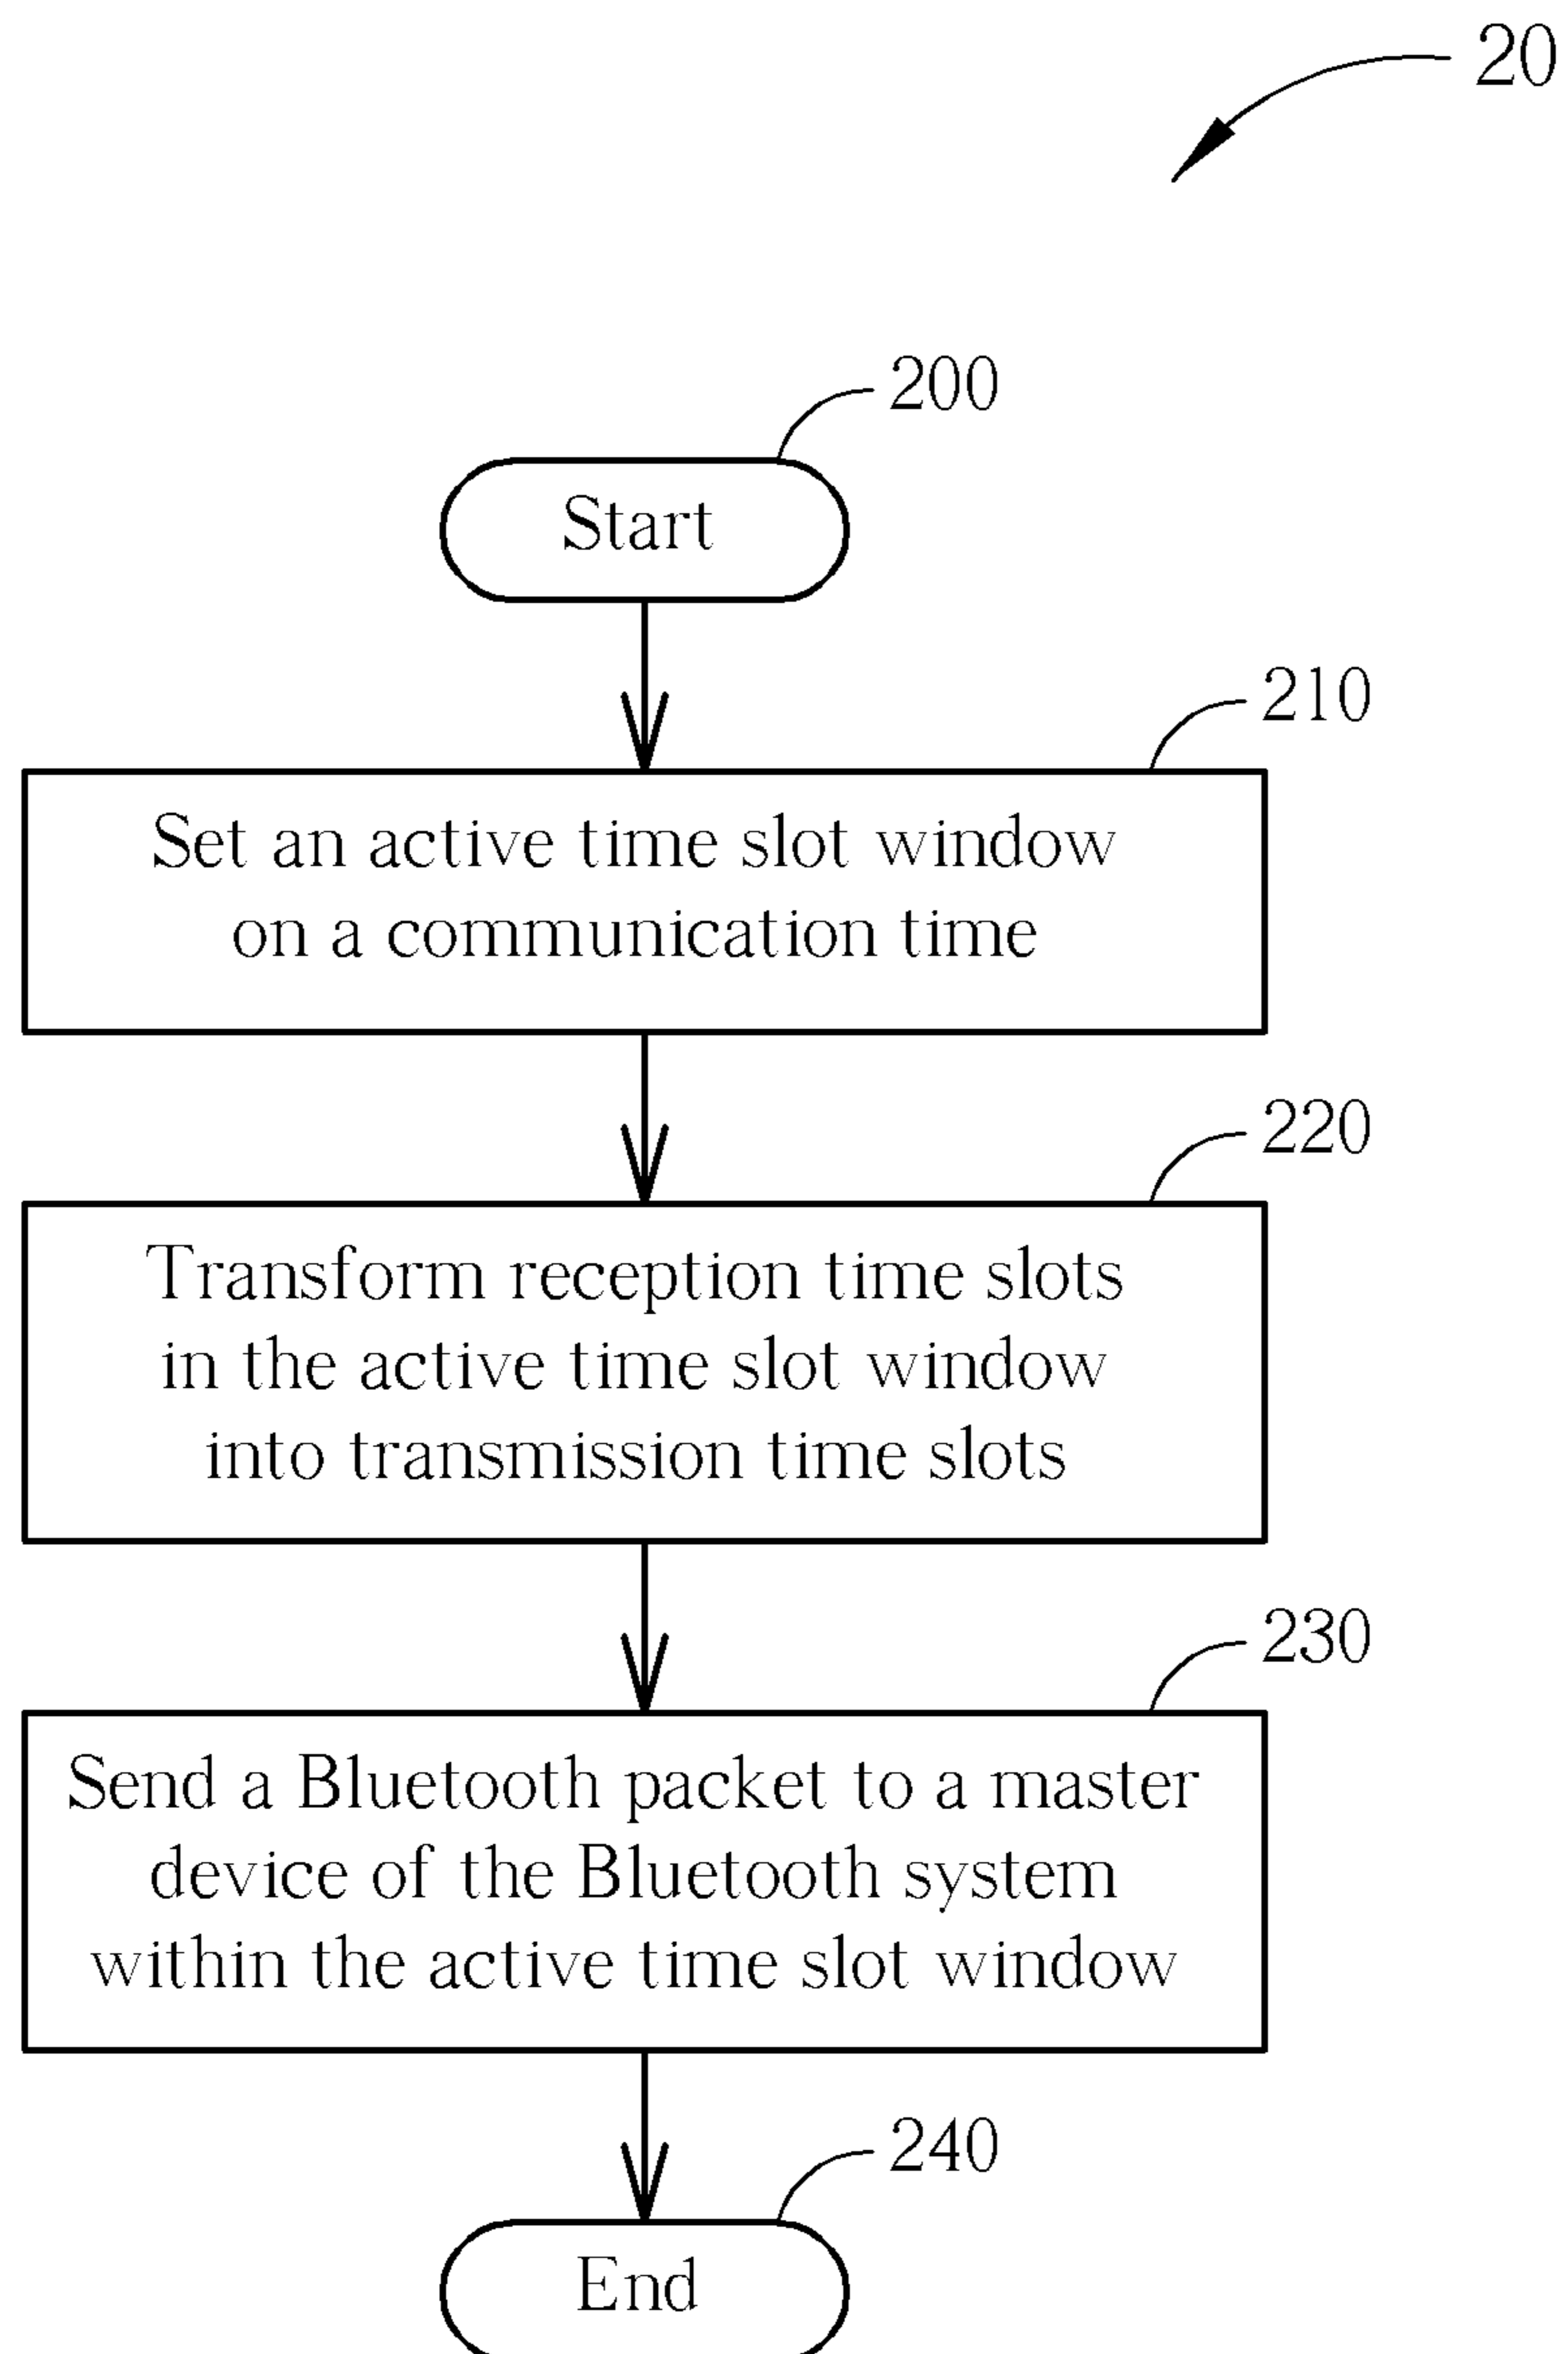 20
200
Start
210
Set an active time slot window
on a communication time
220
Transform reception time slots
in the active time slot window
into transmission time slots
230
Send a Bluetooth packet to a master
device of the Bluetooth system
within the active time slot window
240
End